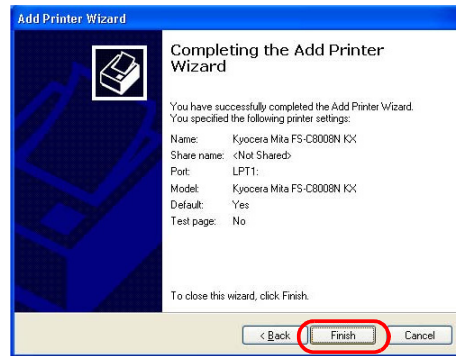 Add Printer Wizard
Completing the Add Printer
Wizard
You have successfully completed the Add Printer Wizard.
You specified the following printer settings:
Name: Kyocera Mita FS-C8008N KX
Share name: <Not Shared>
Port: LPT1:
Model: Kyocera Mita FS-C8008N KX
Default: Yes
Test page: No
To close this wizard, click Finish.
< Back Finish Cancel